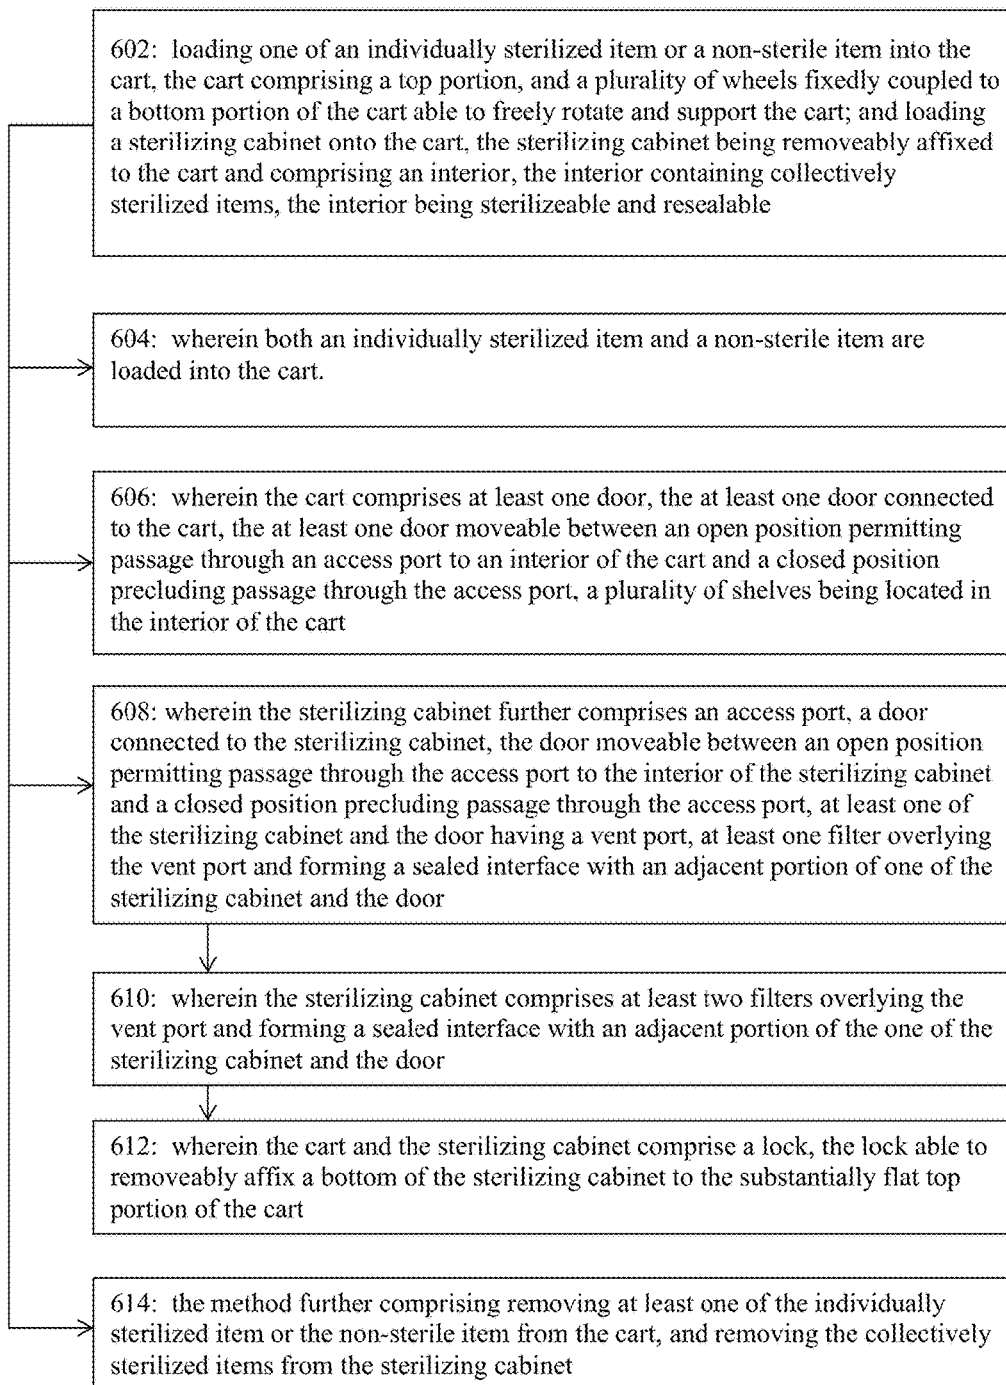 602: loading one of an individually sterilized item or a non-sterile item into the
cart, the cart comprising a top portion, and a plurality of wheels fixedly coupled to
a bottom portion of the cart able to freely rotate and support the cart; and loading
a sterilizing cabinet onto the cart, the sterilizing cabinet being removeably affixed
to the cart and comprising an interior, the interior containing collectively
sterilized items, the interior being sterilizeable and resealable
604: wherein both an individually sterilized item and a non-sterile item are
loaded into the cart.
606: wherein the cart comprises at least one door, the at least one door connected
to the cart, the at least one door moveable between an open position permitting
passage through an access port to an interior of the cart and a closed position
precluding passage through the access port, a plurality of shelves being located in
the interior of the cart
608: wherein the sterilizing cabinet further comprises an access port, a door
connected to the sterilizing cabinet, the door moveable between an open position
permitting passage through the access port to the interior of the sterilizing cabinet
and a closed position precluding passage through the access port, at least one of
the sterilizing cabinet and the door having a vent port, at least one filter overlying
the vent port and forming a sealed interface with an adjacent portion of one of the
sterilizing cabinet and the door
610: wherein the sterilizing cabinet comprises at least two filters overlying the
vent port and forming a sealed interface with an adjacent portion of the one of the
sterilizing cabinet and the door
612: wherein the cart and the sterilizing cabinet comprise a lock, the lock able to
removeably affix a bottom of the sterilizing cabinet to the substantially flat top
portion of the cart
614: the method further comprising removing at least one of the individually
sterilized item or the non-sterile item from the cart, and removing the collectively
sterilized items from the sterilizing cabinet